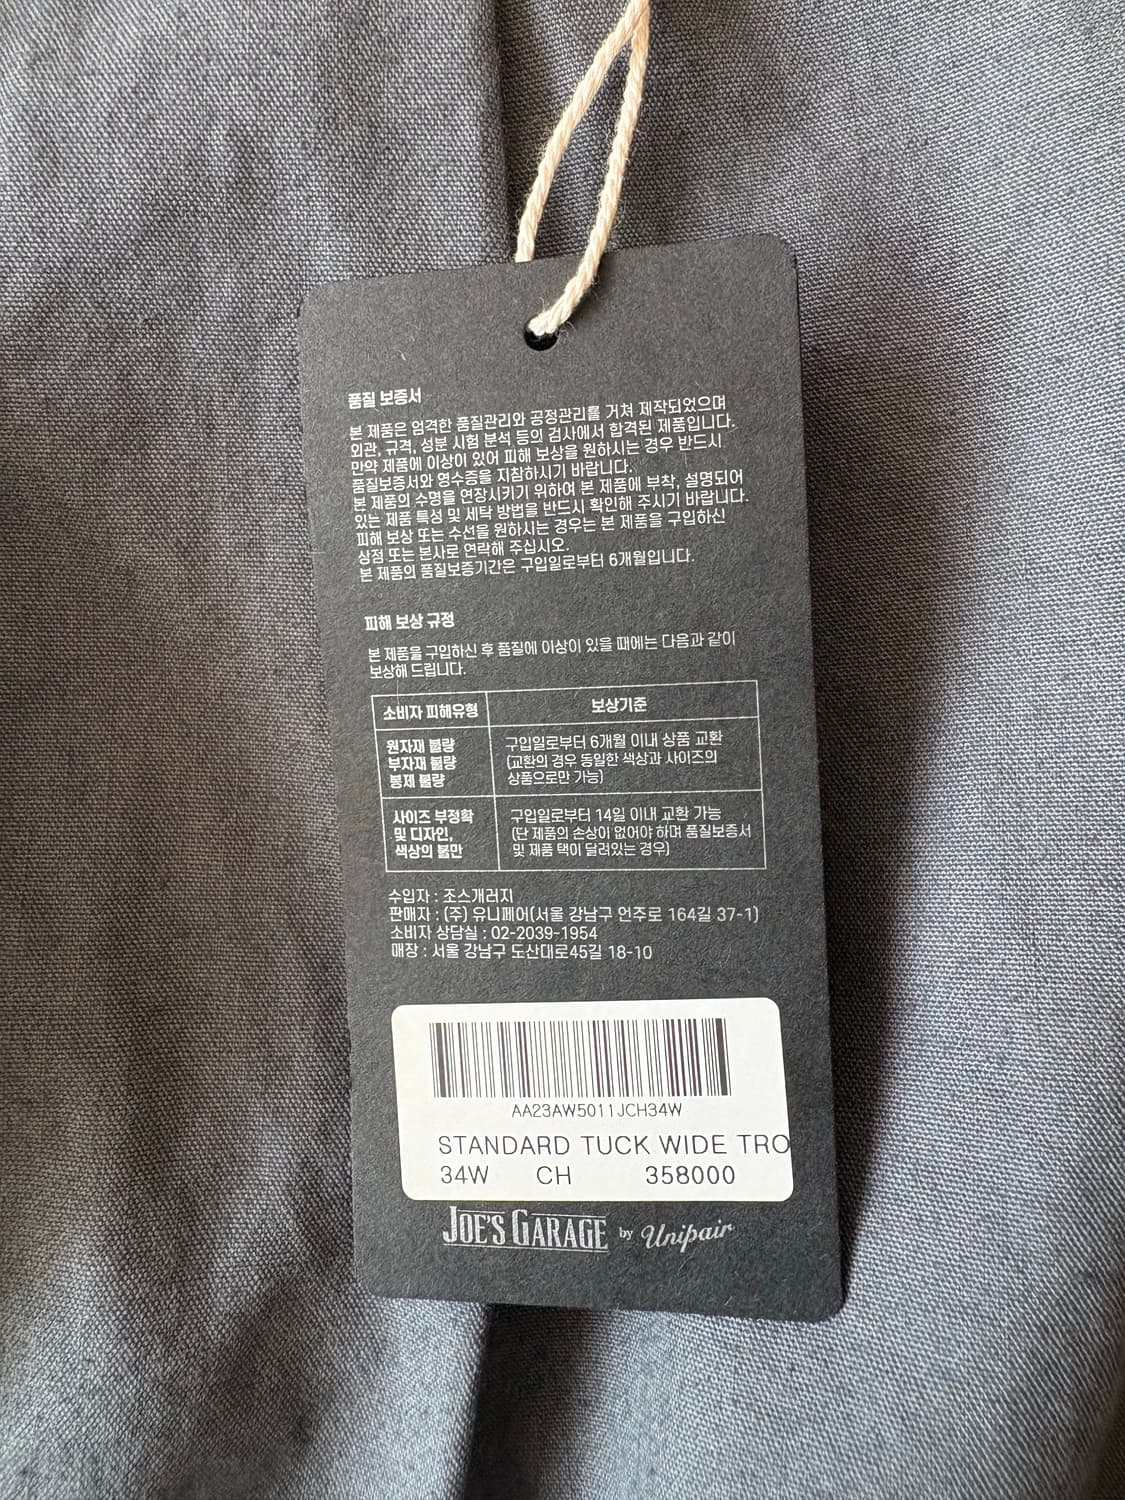 품질 보증서
본 제품은 엄격한 품질관리와 공정관리를 거쳐 제작되었으며
외관, 규격, 성분 시험 분석 등의 검사에서 합격된 제품입니다.
만약 제품에 이상이 있어 피해 보상을 원하시는 경우 반드시
품질보증서와 영수증을 지참하시기 바랍니다.
본 제품의 수명을 연장시키기 위하여 본 제품에 부착, 설명되어
있는 제품 특성 및 세탁 방법을 반드시 확인해 주시기 바랍니다.
피해 보상 또는 수선을 원하시는 경우는 본 제품을 구입하신
상점 또는 본사로 연락해 주십시오.
본 제품의 품질보증기간은 구입일로부터 6개월입니다.
피해 보상 규정
본 제품을 구입하신 후 품질에 이상이 있을 때에는 다음과 같이
보상해 드립니다.
소비자 피해유형 보상기준
원자재 불량
부자재 불량
봉제 불량
구입일로부터 6개월 이내 상품 교환
(교환의 경우 동일한 색상과 사이즈의
상품으로만 가능)
사이즈 부정확
및 디자인,
색상의 불만
구입일로부터 14일 이내 교환 가능
(단 제품의 손상이 없어야 하며 품질보증서
및 제품 택이 달려있는 경우)
수입자 : 조스개러지
판매자 : (주) 유니페어(서울 강남구 언주로 164길 37-1)
소비자 상담실 : 02-2039-1954
매장 : 서울 강남구 도산대로45길 18-10
AA23AW5011JCH34W
STANDARD TUCK WIDE TRO
34W CH 358000
JOE'S GARAGE by Unipair